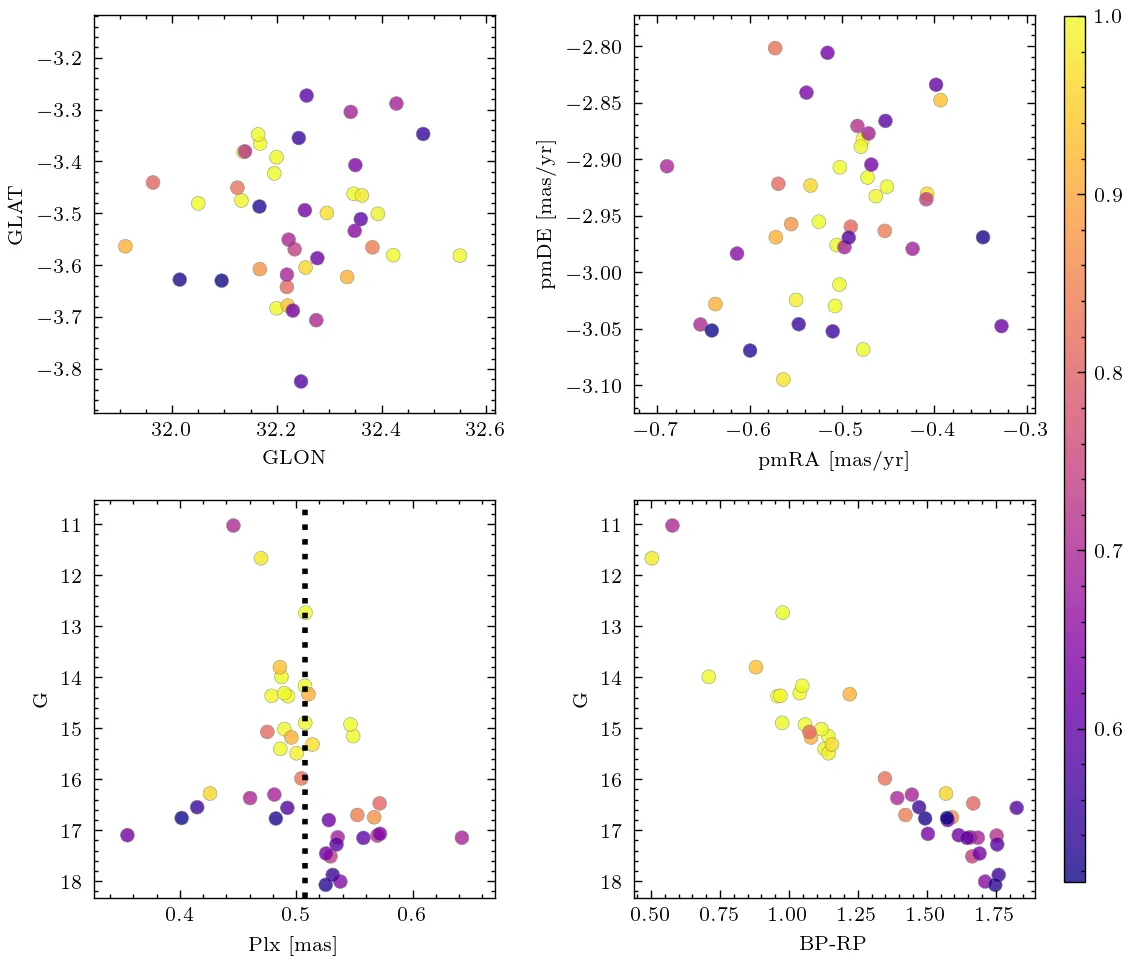 −3.2
−3.3
−3.4
−3.5
−3.6
−3.7
−3.8
GLAT
32.0 32.2 32.4 32.6
GLON
−2.80
−2.85
−2.90
−2.95
−3.00
−3.05
−3.10
pmDE [mas/yr]
−0.7 −0.6 −0.5 −0.4 −0.3
pmRA [mas/yr]
11
12
13
14
15
16
17
18
G
0.4 0.5 0.6
Plx [mas]
11
12
13
14
15
16
17
18
G
0.50 0.75 1.00 1.25 1.50 1.75
BP-RP
1.0
0.9
0.8
0.7
0.6